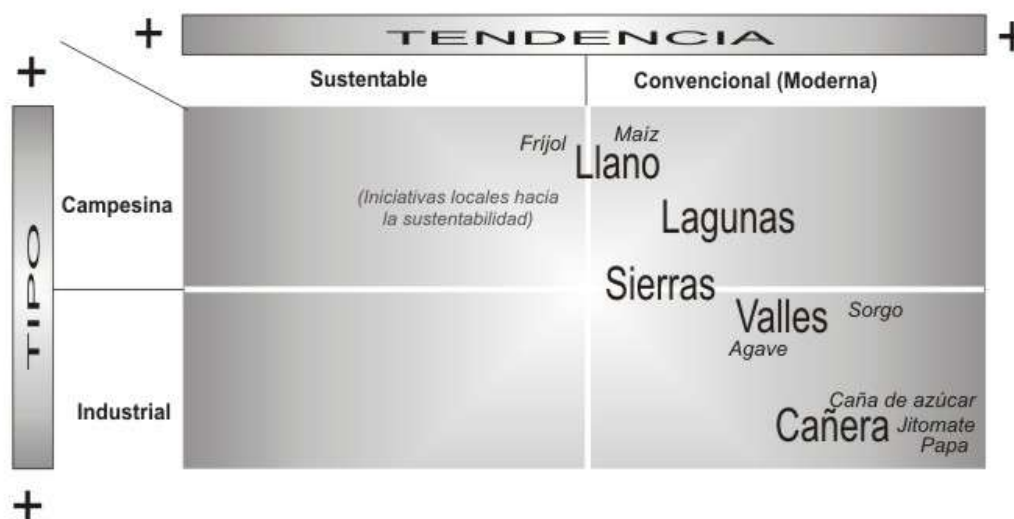 + TENDENCIA +
+ Sustentable Convencional (Moderna)
TIPO
Campesina
Fríjol Maíz
Llano
(Iniciativas locales hacia
la sustentabilidad)
Lagunas
Sierras
Valles Sorgo
Agave
Industrial
Caña de azúcar
Cañera Jitomate
Papa
+